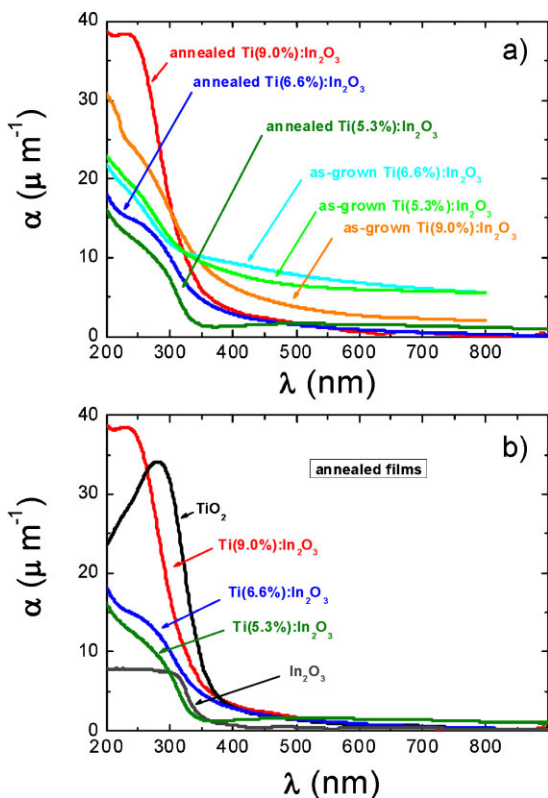 a)
annealed Ti(9.0%):In₂O₃
annealed Ti(6.6%):In₂O₃
annealed Ti(5.3%):In₂O₃
as-grown Ti(6.6%):In₂O₃
as-grown Ti(5.3%):In₂O₃
as-grown Ti(9.0%):In₂O₃
α (μ m⁻¹)
40
30
20
10
0
200 300 400 500 600 700 800
λ (nm)
b)
annealed films
TiO₂
Ti(9.0%):In₂O₃
Ti(6.6%):In₂O₃
Ti(5.3%):In₂O₃
In₂O₃
α (μ m⁻¹)
40
30
20
10
0
200 300 400 500 600 700 800
λ (nm)